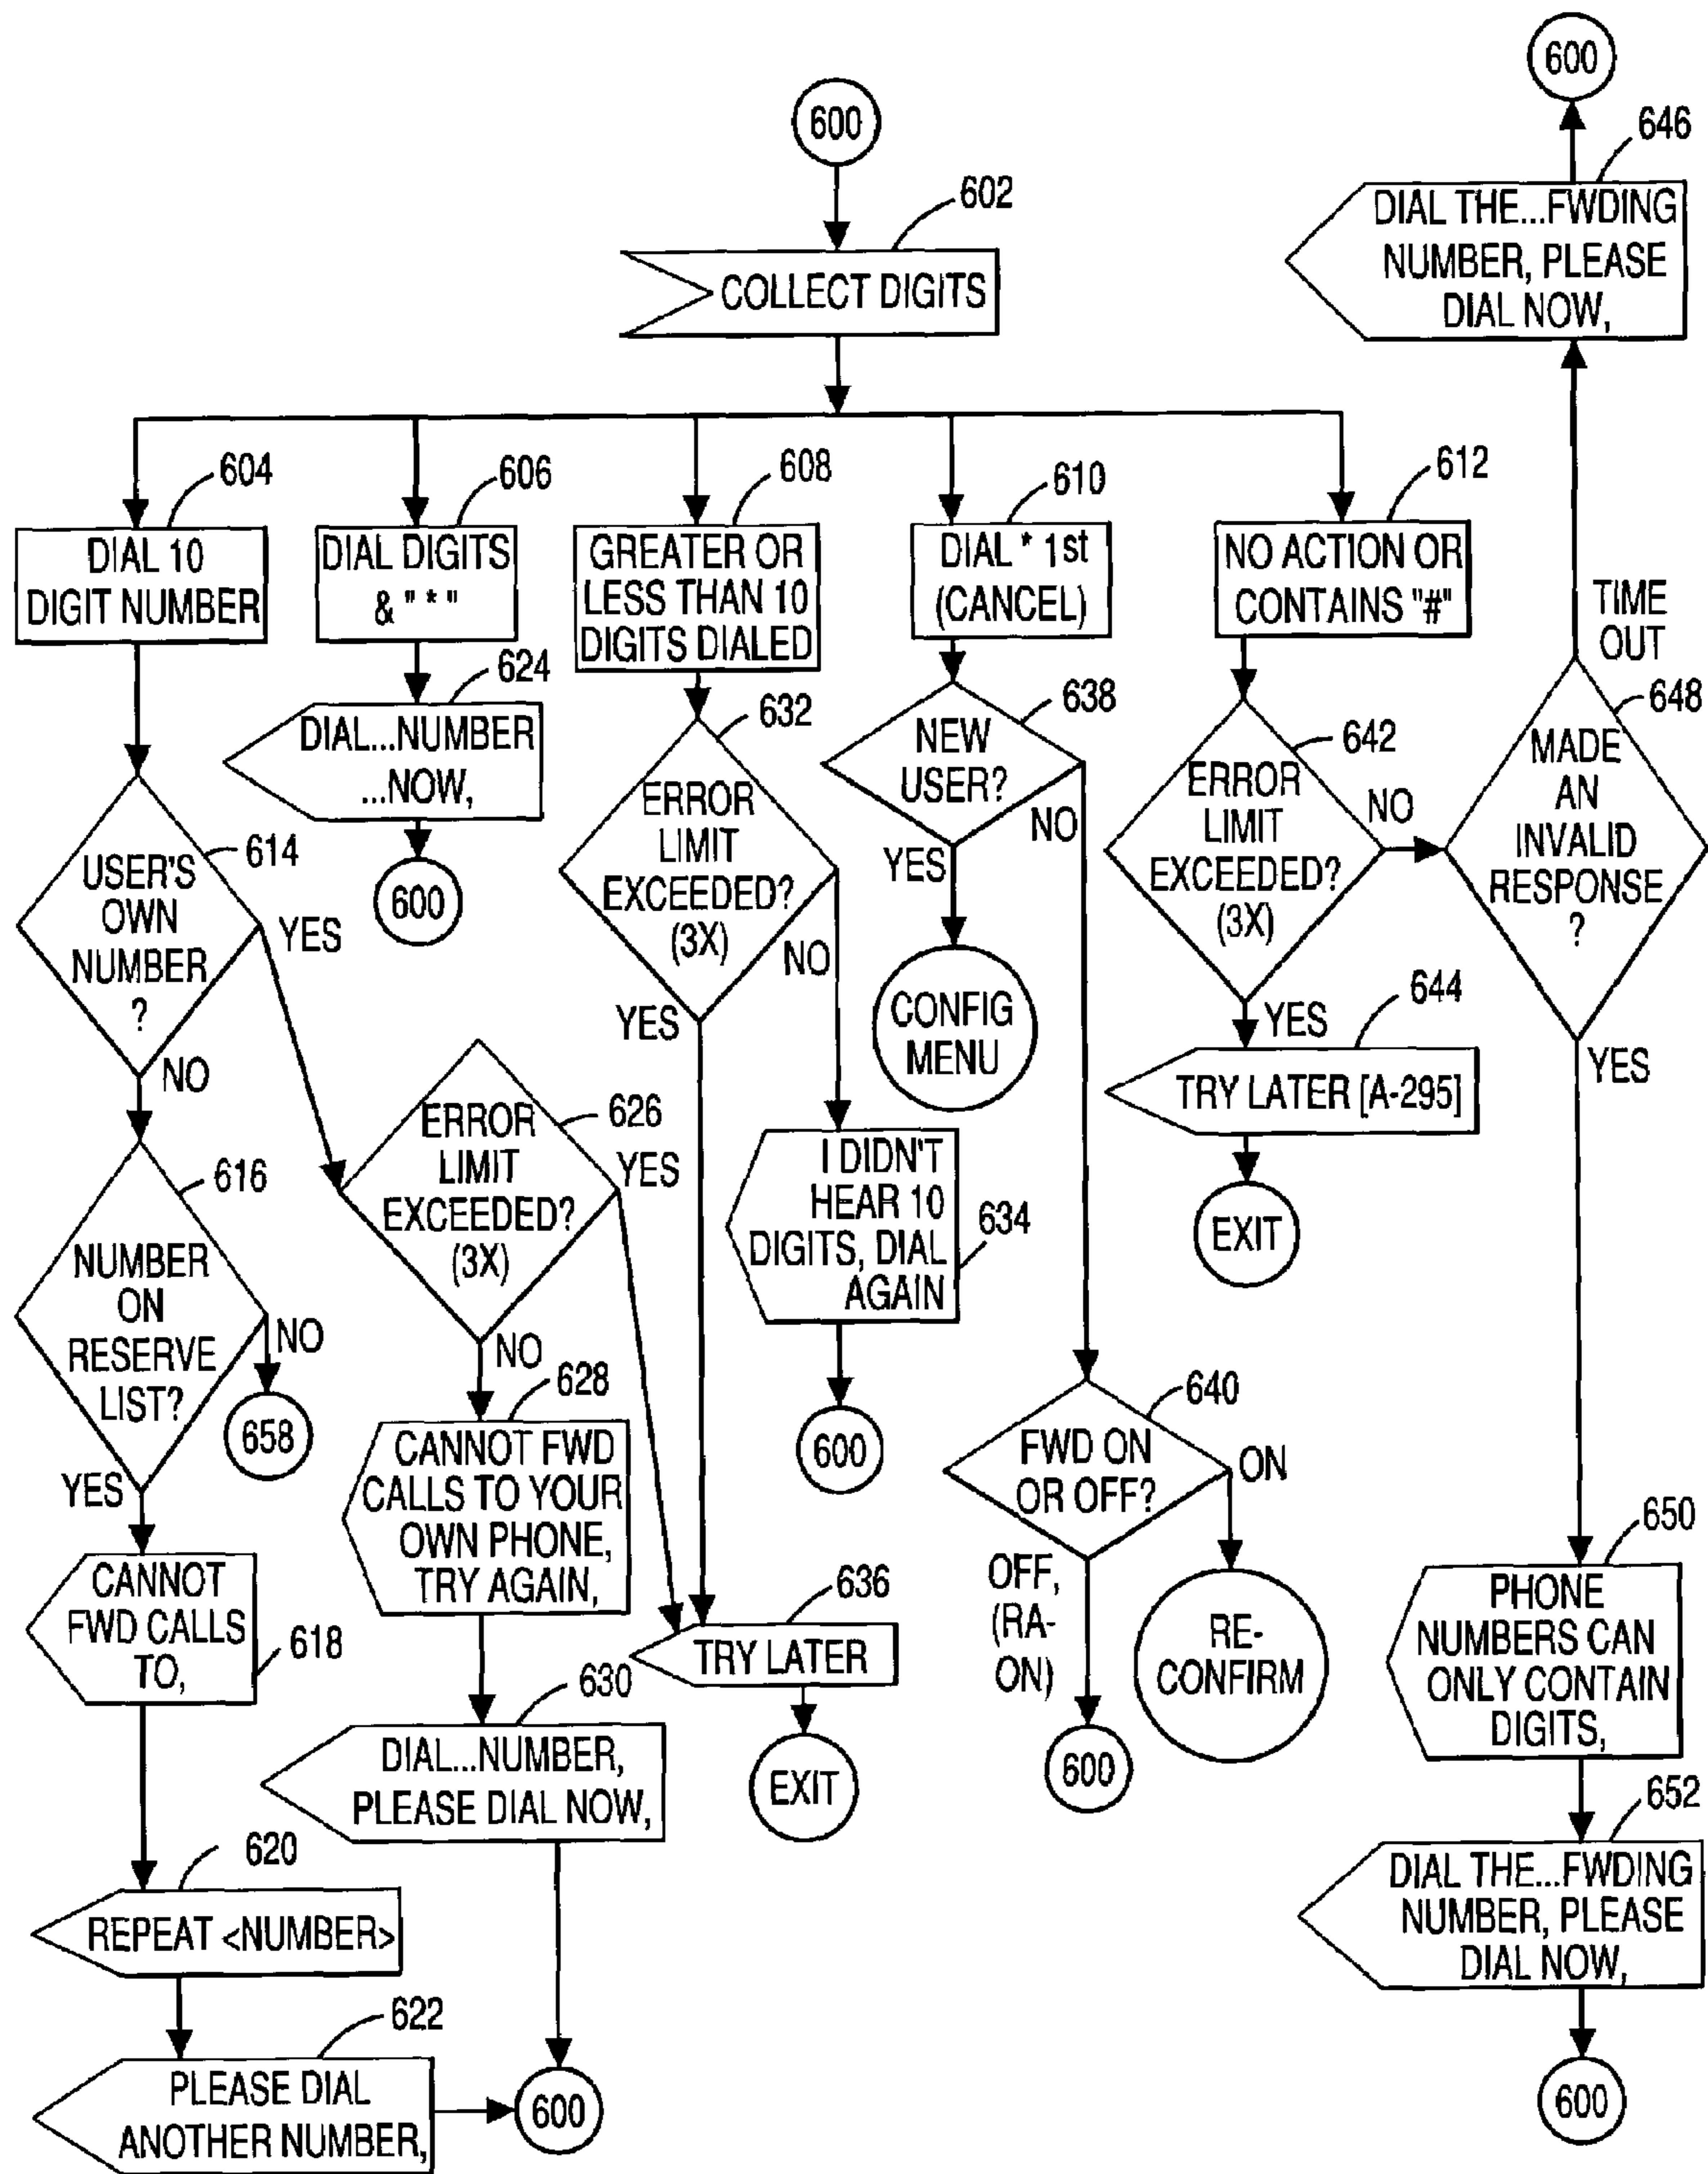 600
600
646
602
DIAL THE...FWDING
NUMBER, PLEASE
DIAL NOW,
COLLECT DIGITS
604
606
608
610
612
DIAL 10
DIGIT NUMBER
DIAL DIGITS
& " * "
GREATER OR
LESS THAN 10
DIGITS DIALED
DIAL * 1st
(CANCEL)
NO ACTION OR
CONTAINS "#"
TIME
OUT
624
DIAL...NUMBER
...NOW,
600
632
ERROR
LIMIT
EXCEEDED?
(3X)
NO
YES
638
NEW
USER?
NO
YES
CONFIG
MENU
642
ERROR
LIMIT
EXCEEDED?
(3X)
NO
YES
648
MADE
AN
INVALID
RESPONSE
?
YES
614
USER'S
OWN
NUMBER
?
YES
NO
644
TRY LATER [A-295]
EXIT
626
ERROR
LIMIT
EXCEEDED?
(3X)
YES
NO
I DIDN'T
HEAR 10
DIGITS, DIAL
AGAIN
634
600
616
NUMBER
ON
RESERVE
LIST?
NO
658
YES
628
CANNOT FWD
CALLS TO YOUR
OWN PHONE,
TRY AGAIN,
640
FWD ON
OR OFF?
ON
OFF,
(RA-
ON)
RE-
CONFIRM
600
650
PHONE
NUMBERS CAN
ONLY CONTAIN
DIGITS,
CANNOT
FWD CALLS
TO,
618
636
TRY LATER
EXIT
630
DIAL...NUMBER,
PLEASE DIAL NOW,
652
DIAL THE...FWDING
NUMBER, PLEASE
DIAL NOW,
600
620
REPEAT <NUMBER>
622
PLEASE DIAL
ANOTHER NUMBER,
600